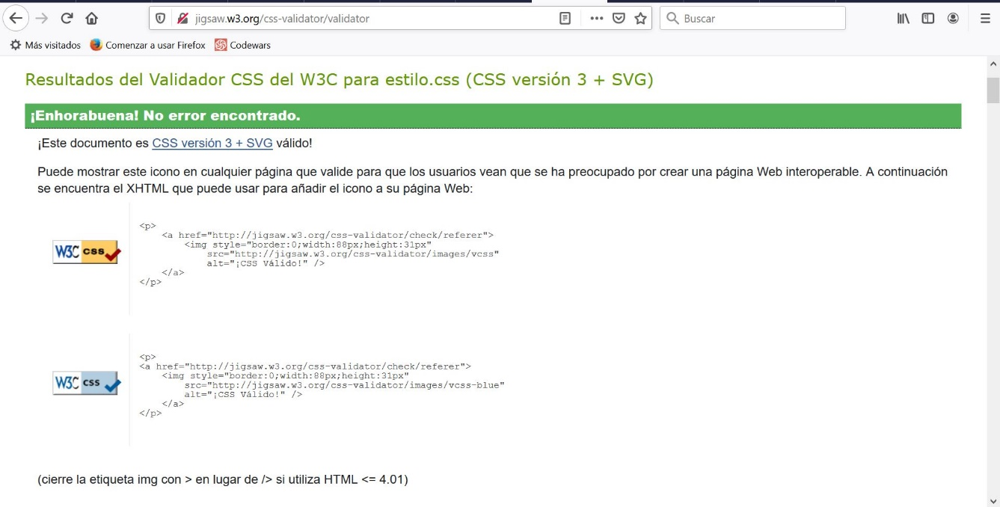 jigsaw.w3.org/css-validator/validator
Buscar
Más visitados Comenzar a usar Firefox Codewars
Resultados del Validador CSS del W3C para estilo.css (CSS versión 3 + SVG)
¡Enhorabuena! No error encontrado.
¡Este documento es CSS versión 3 + SVG válido!
Puede mostrar este icono en cualquier página que valide para que los usuarios vean que se ha preocupado por crear una página Web interoperable. A continuación
se encuentra el XHTML que puede usar para añadir el icono a su página Web:
W3C css
<p>
<a href="http://jigsaw.w3.org/css-validator/check/referer">
<img style="border:0;width:88px;height:31px"
src="http://jigsaw.w3.org/css-validator/images/vcss"
alt="¡CSS Válido!" />
</a>
</p>
W3C css
<p>
<a href="http://jigsaw.w3.org/css-validator/check/referer">
<img style="border:0;width:88px;height:31px"
src="http://jigsaw.w3.org/css-validator/images/vcss-blue"
alt="¡CSS Válido!" />
</a>
</p>
(cierre la etiqueta img con > en lugar de /> si utiliza HTML <= 4.01)